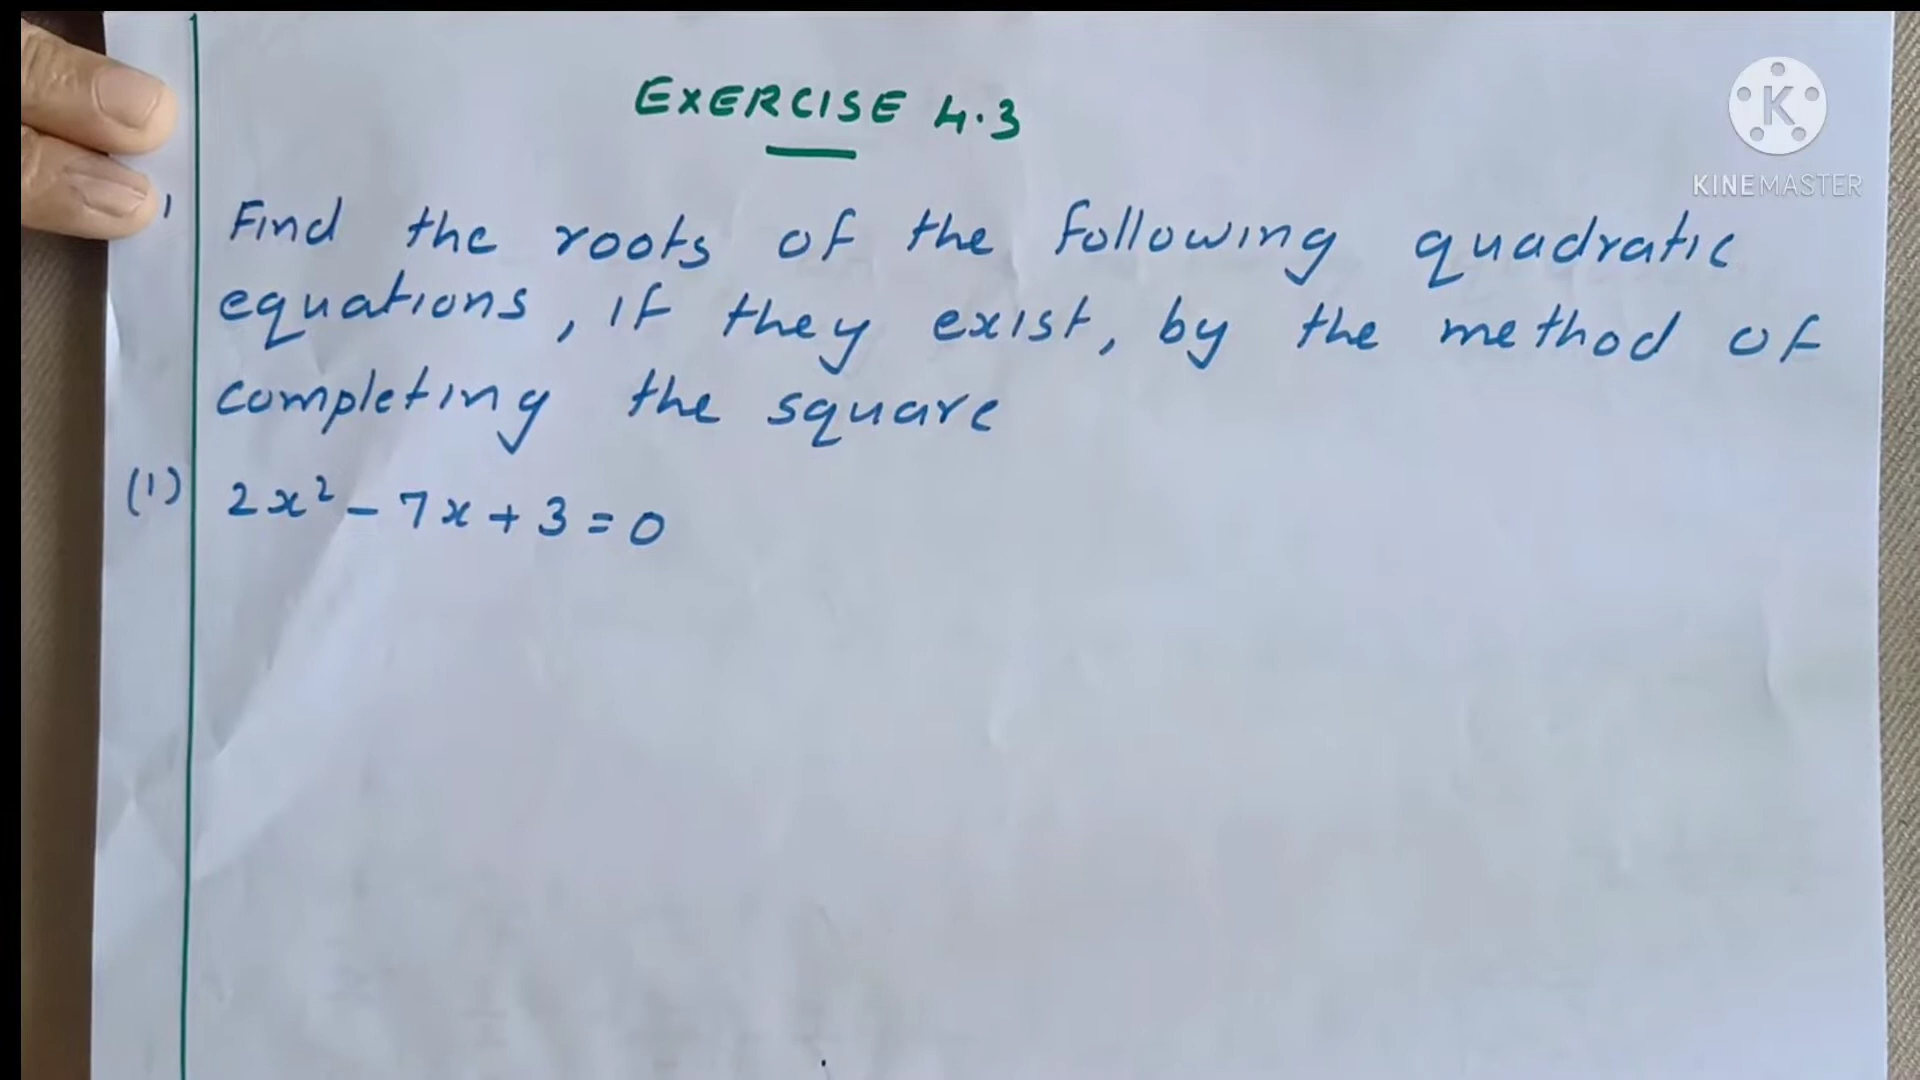 EXERCISE 4.3
K
KINEMASTER
1 Find the roots of the following quadratic
equations, if they exist, by the method of
completing the square
(1) 2x² - 7x + 3 = 0